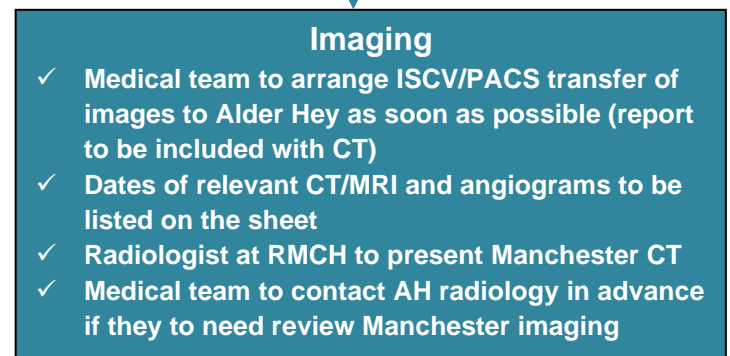 Imaging
✓ Medical team to arrange ISCV/PACS transfer of
images to Alder Hey as soon as possible (report
to be included with CT)
✓ Dates of relevant CT/MRI and angiograms to be
listed on the sheet
✓ Radiologist at RMCH to present Manchester CT
✓ Medical team to contact AH radiology in advance
if they to need review Manchester imaging